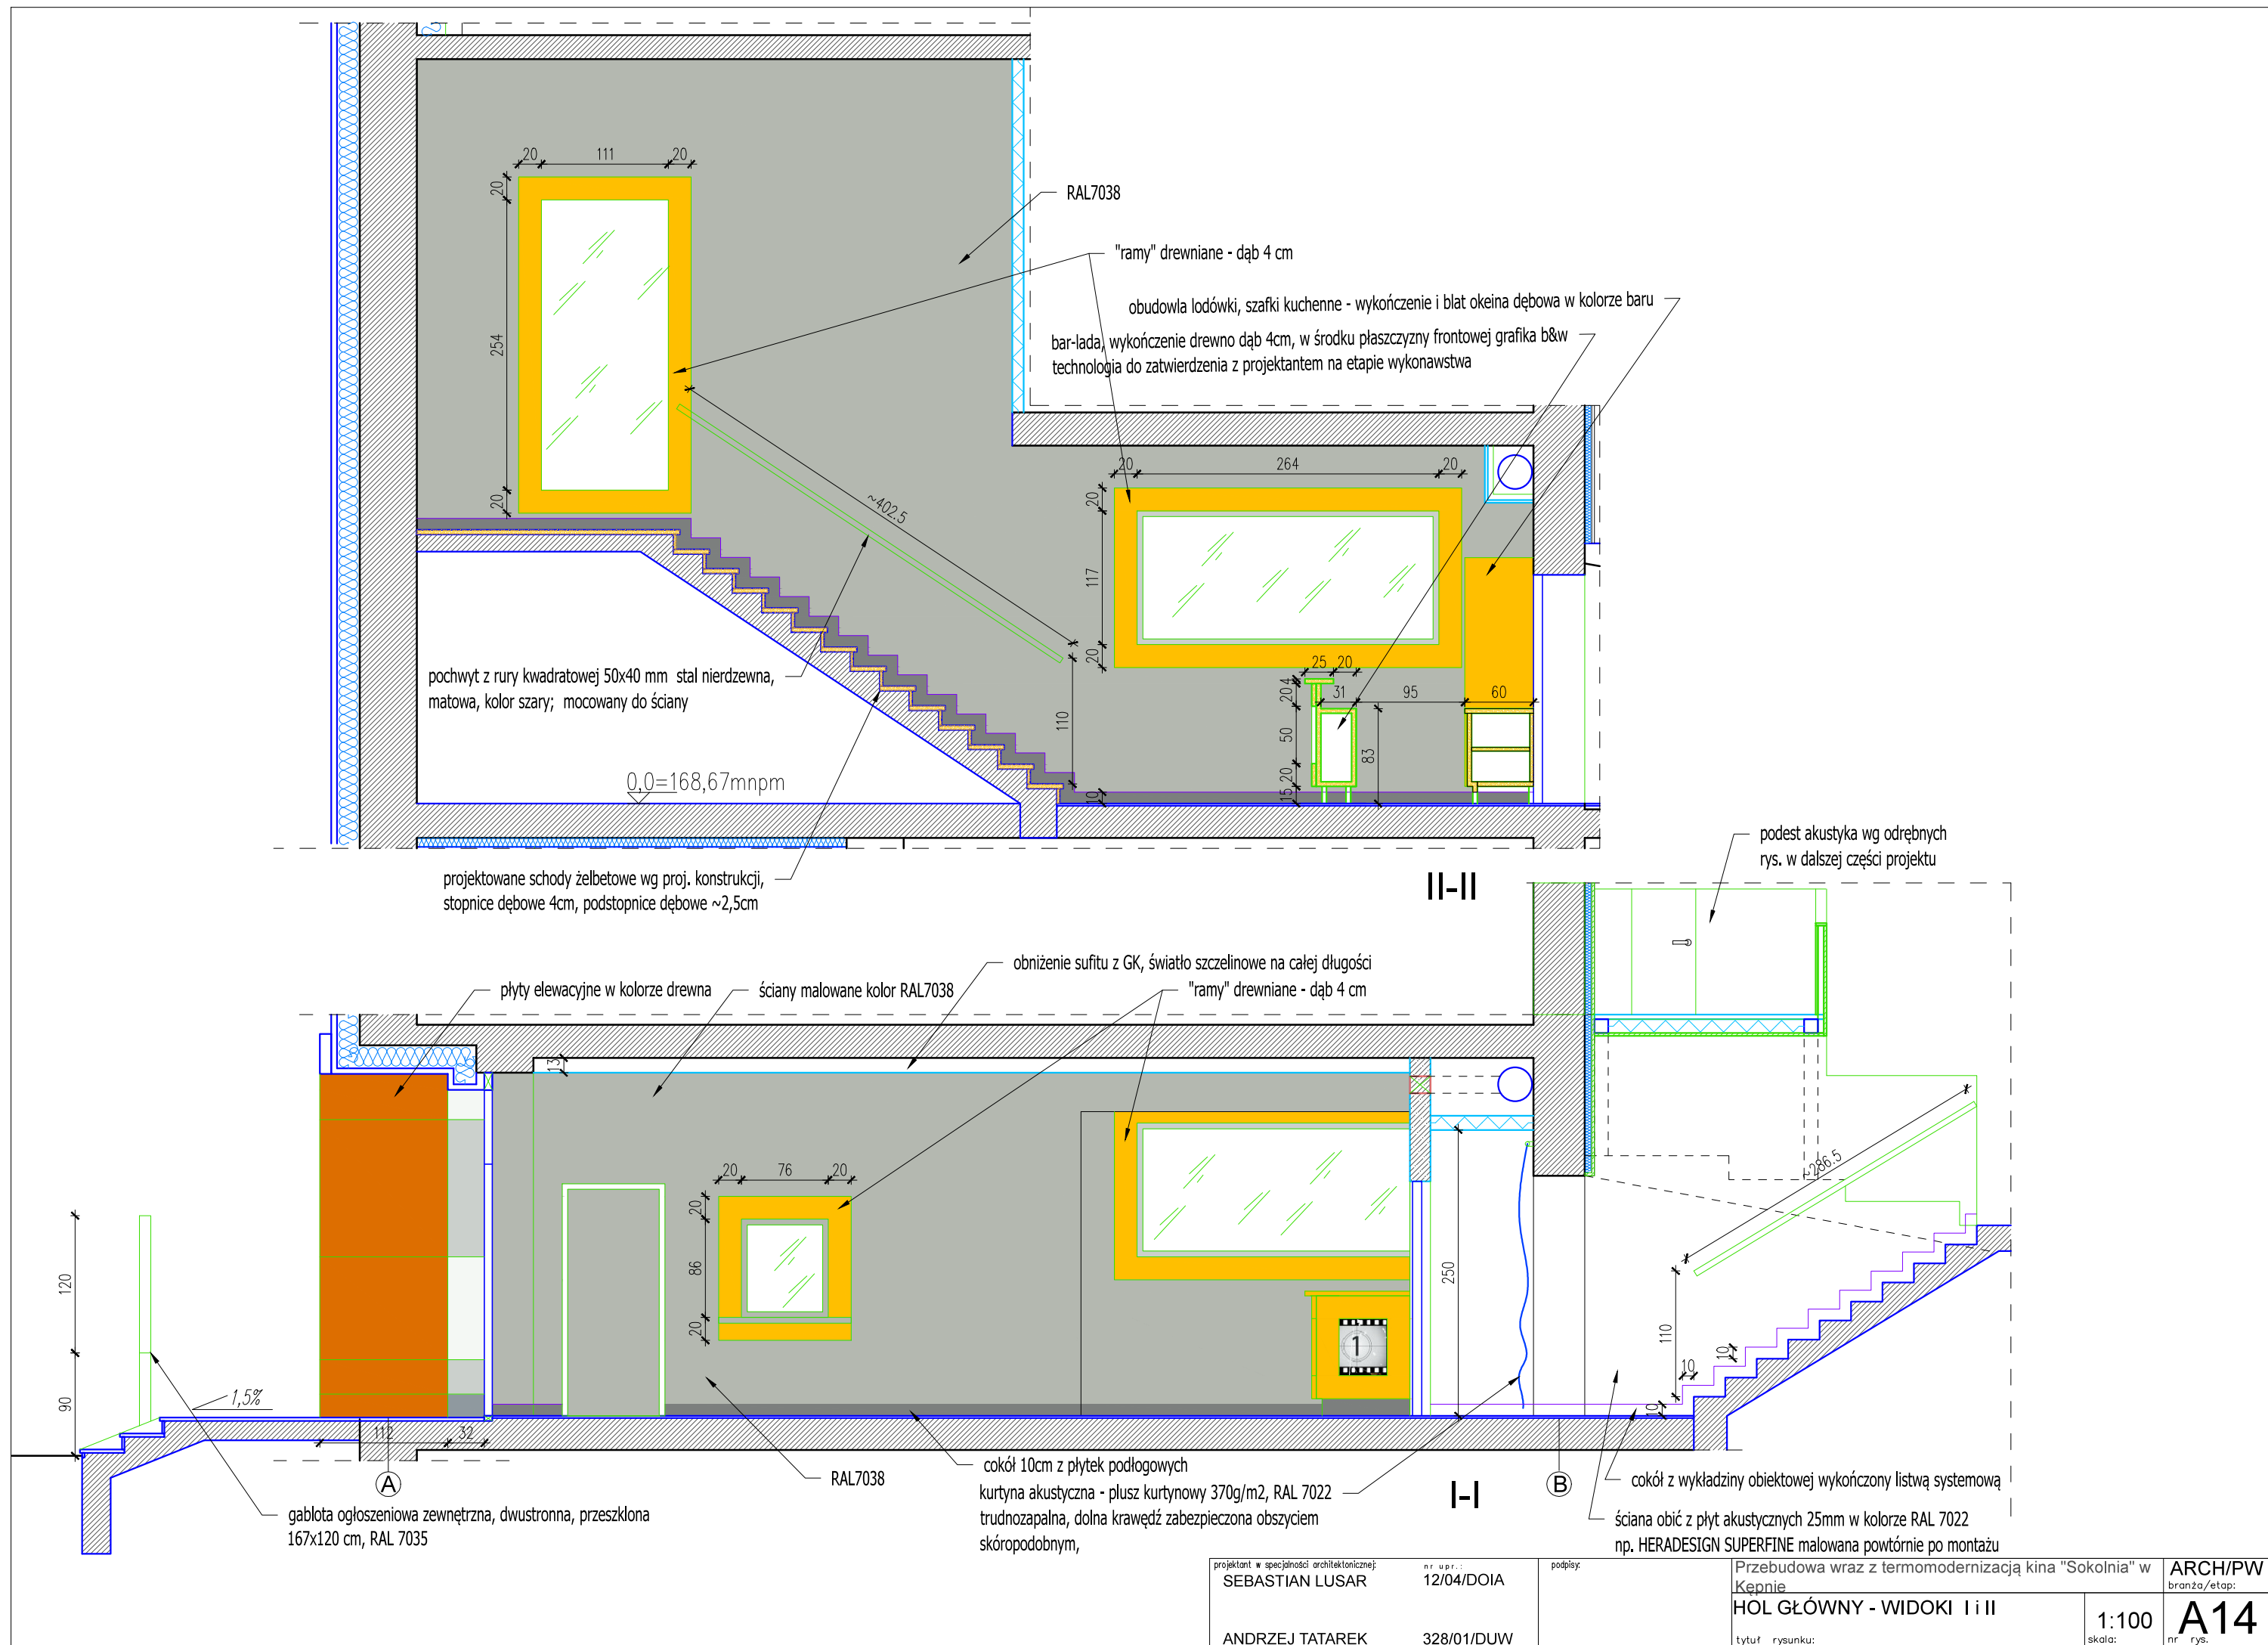 20
111
20
20
254
20
RAL7038
"ramy" drewniane - dąb 4 cm
obudowla lodówki, szafki kuchenne - wykończenie i blat okeina dębowa w kolorze baru
bar-lada, wykończenie drewno dąb 4cm, w środku płaszczyzny frontowej grafika b&w
technologia do zatwierdzenia z projektantem na etapie wykonawstwa
~402.5
20
264
20
20
117
20
25
20
4
20
31
95
60
50
83
20
15
110
10
pochwyt z rury kwadratowej 50x40 mm stal nierdzewna,
matowa, kolor szary; mocowany do ściany
0,0=168,67mnpm
projektowane schody żelbetowe wg proj. konstrukcji,
stopnice dębowe 4cm, podstopnice dębowe ~2,5cm
II-II
podest akustyka wg odrębnych
rys. w dalszej części projektu
obniżenie sufitu z GK, światło szczelinowe na całej długości
płyty elewacyjne w kolorze drewna
ściany malowane kolor RAL7038
"ramy" drewniane - dąb 4 cm
13
20
76
20
20
86
20
250
~286.5
110
10
10
10
1
120
90
1,5%
112
32
A
B
RAL7038
cokół 10cm z płytek podłogowych
kurtyna akustyczna - plusz kurtynowy 370g/m2, RAL 7022
trudnozapalna, dolna krawędź zabezpieczona obszyciem
skóropodobnym,
I-I
cokół z wykładziny obiektowej wykończony listwą systemową
gablota ogłoszeniowa zewnętrzna, dwustronna, przeszklona
167x120 cm, RAL 7035
ściana obić z płyt akustycznych 25mm w kolorze RAL 7022
np. HERADESIGN SUPERFINE malowana powtórnie po montażu
projektant w specjalności architektonicznej:
nr upr.:
podpisy:
SEBASTIAN LUSAR
12/04/DOIA
ANDRZEJ TATAREK
328/01/DUW
Przebudowa wraz z termomodernizacją kina "Sokolnia" w
Kępnie
ARCH/PW
branża/etap:
HOL GŁÓWNY - WIDOKI I i II
tytuł rysunku:
1:100
skala:
A14
nr rys.